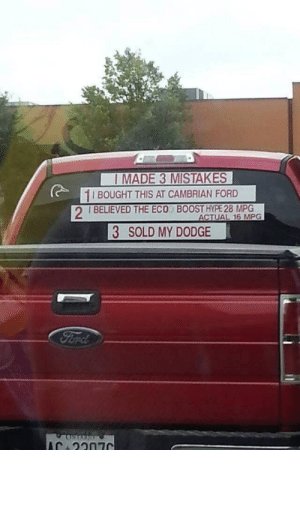 I MADE 3 MISTAKES
1 I BOUGHT THIS AT CAMBRIAN FORD
2 I BELIEVED THE ECO BOOST HYPE 28 MPG
ACTUAL 16 MPG
3 SOLD MY DODGE
Ford